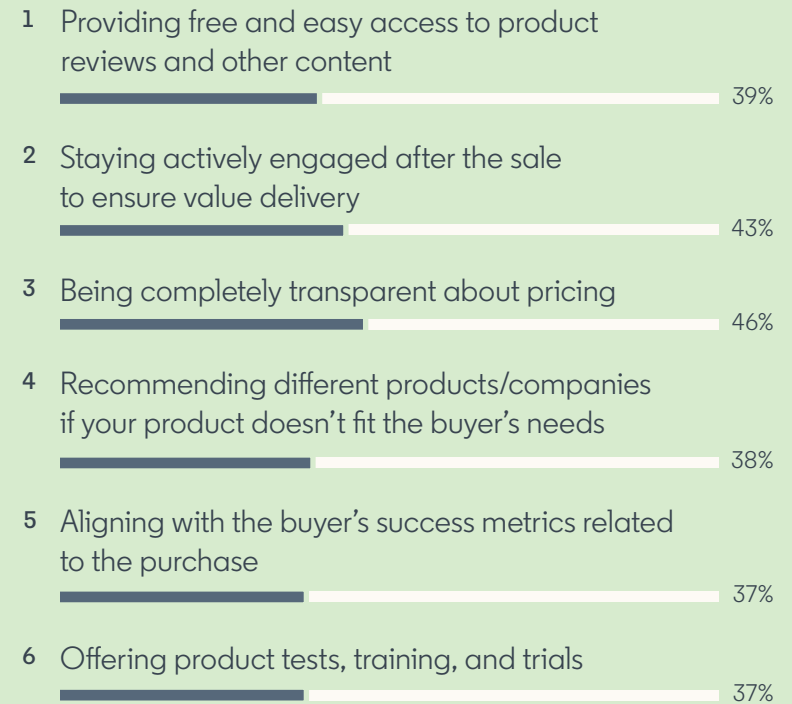 1 Providing free and easy access to product
reviews and other content
39%
2 Staying actively engaged after the sale
to ensure value delivery
43%
3 Being completely transparent about pricing
46%
4 Recommending different products/companies
if your product doesn’t fit the buyer’s needs
38%
5 Aligning with the buyer’s success metrics related
to the purchase
37%
6 Offering product tests, training, and trials
37%